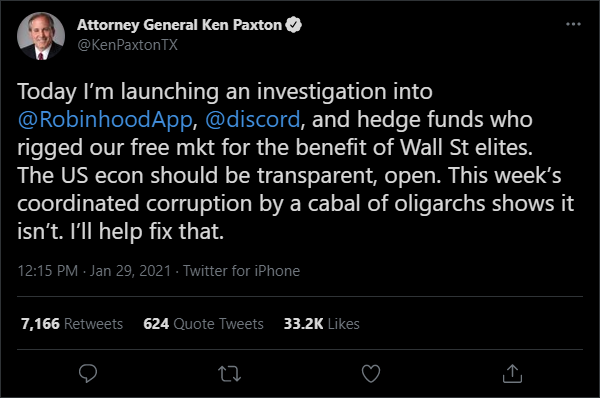 Attorney General Ken Paxton
@KenPaxtonTX
Today I’m launching an investigation into
@RobinhoodApp, @discord, and hedge funds who
rigged our free mkt for the benefit of Wall St elites.
The US econ should be transparent, open. This week’s
coordinated corruption by a cabal of oligarchs shows it
isn’t. I’ll help fix that.
12:15 PM · Jan 29, 2021 · Twitter for iPhone
7,166 Retweets 624 Quote Tweets 33.2K Likes